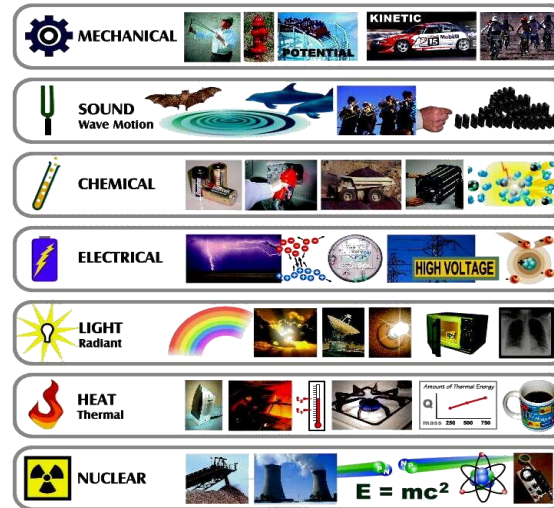 MECHANICAL
POTENTIAL
KINETIC
SOUND
Wave Motion
CHEMICAL
ELECTRICAL
HIGH VOLTAGE
LIGHT
Radiant
HEAT
Thermal
Amount of Thermal Energy
Q
mass 250 500 750
NUCLEAR
E = mc²